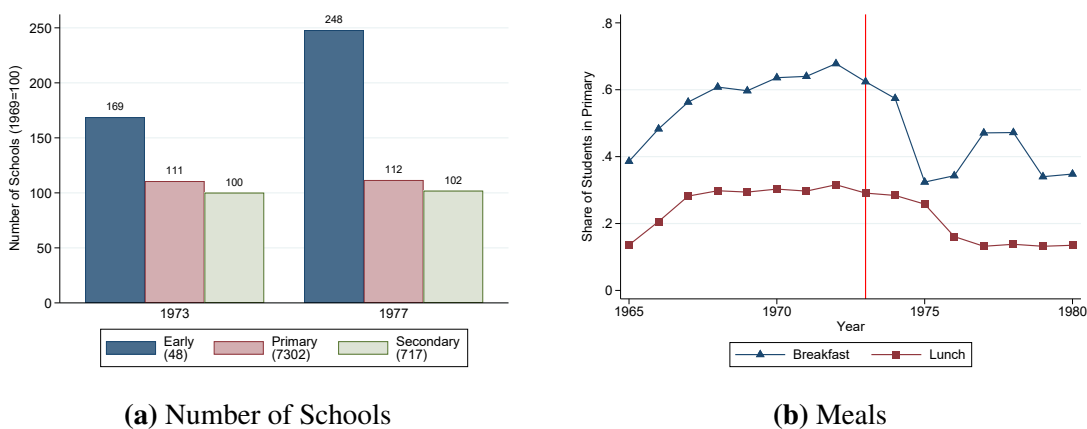 250
200
150
100
50
0
Number of Schools (1969=100)
169
111
100
248
112
102
1973
1977
Early
(48)
Primary
(7302)
Secondary
(717)
(a) Number of Schools
.8
.6
.4
.2
0
Share of Students in Primary
1965
1970
1975
1980
Year
Breakfast
Lunch
(b) Meals